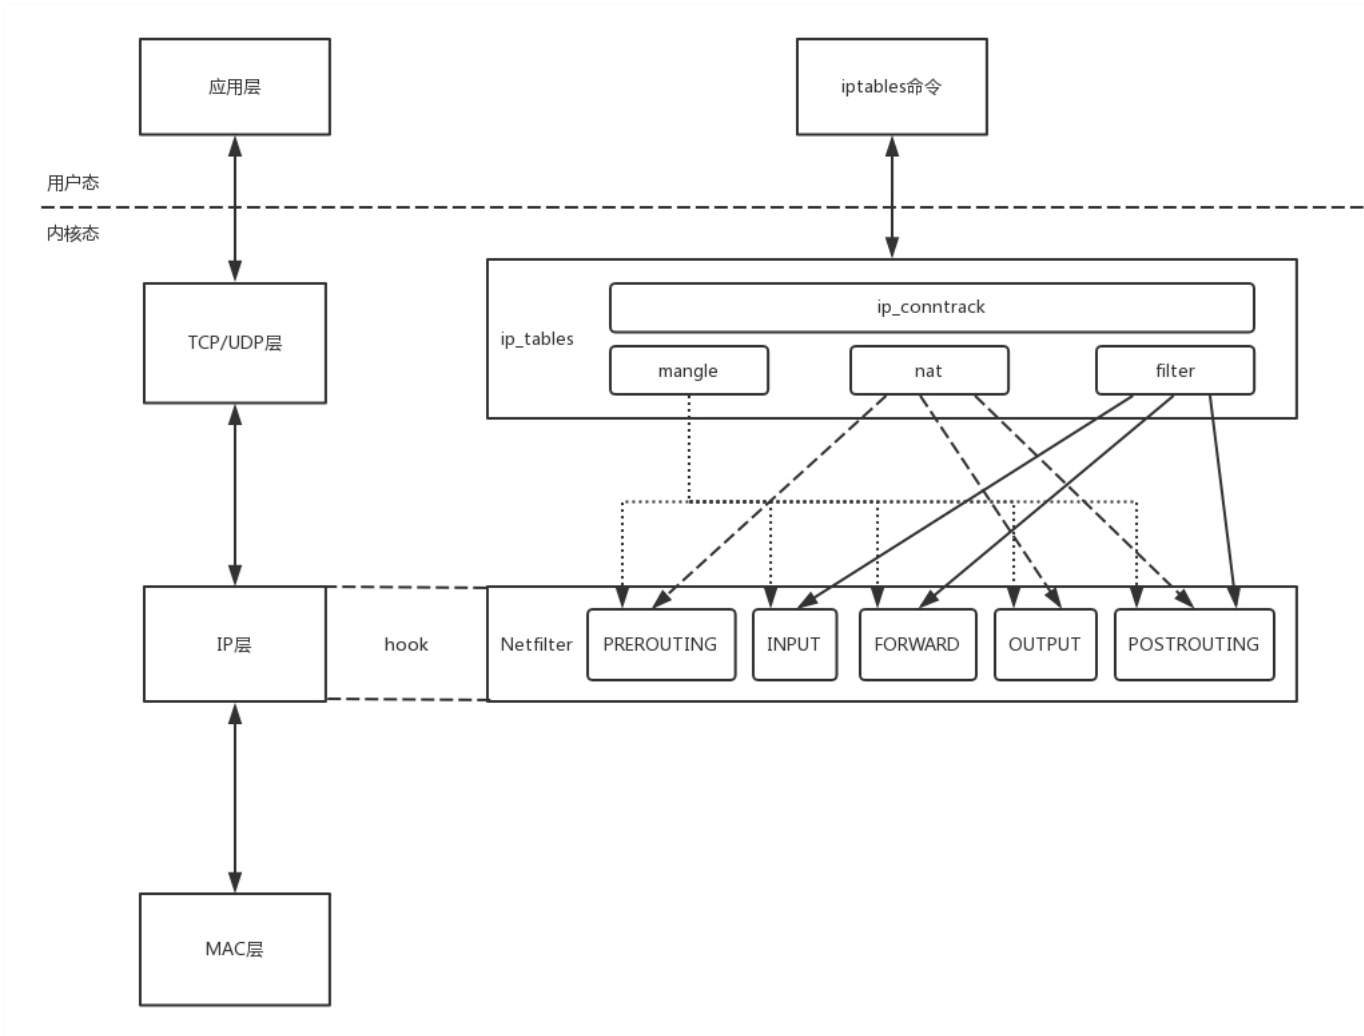 应用层
iptables命令
用户态
内核态
ip_conntrack
TCP/UDP层
ip_tables
mangle
nat
filter
IP层
hook
Netfilter
PREROUTING
INPUT
FORWARD
OUTPUT
POSTROUTING
MAC层